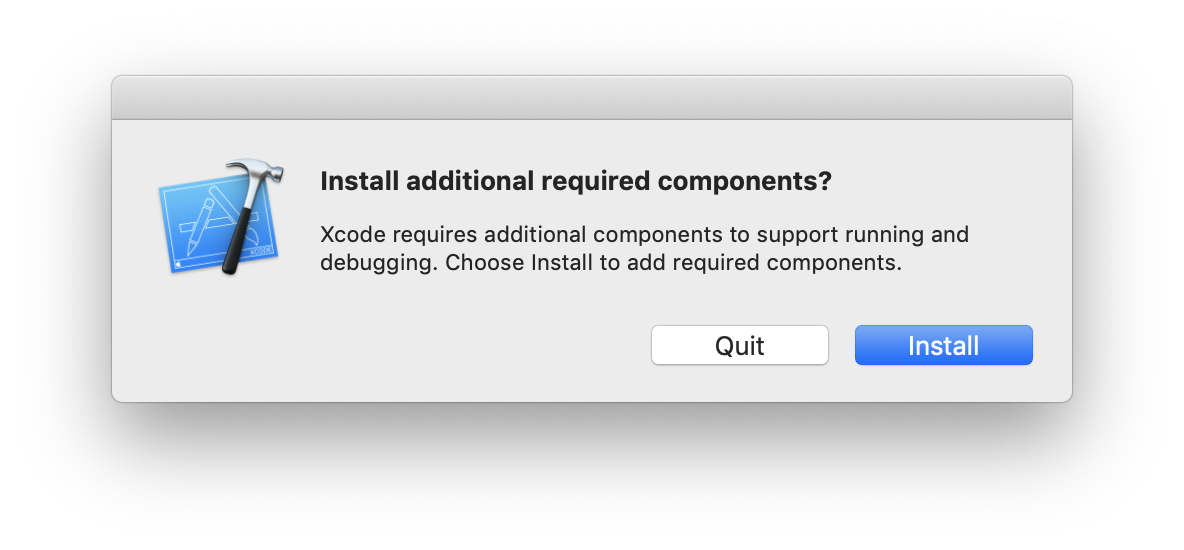 Install additional required components?
Xcode requires additional components to support running and
debugging. Choose Install to add required components.
XCODE
Quit
Install